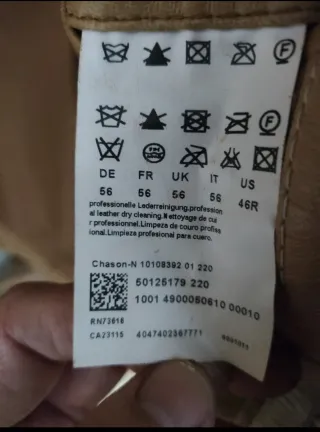 DE FR UK IT US
56 56 56 56 46R
professionelle Lederreinigung.profession
al leather dry cleaning.Nettoyage de cui
r professionnel.Limpeza de couro profiss
ional.Limpieza profesional para cuero.
Chason-N 10109392 01 220
50125179 220
1001 4900050610 00010
RN73616
CA23115 4047402367771